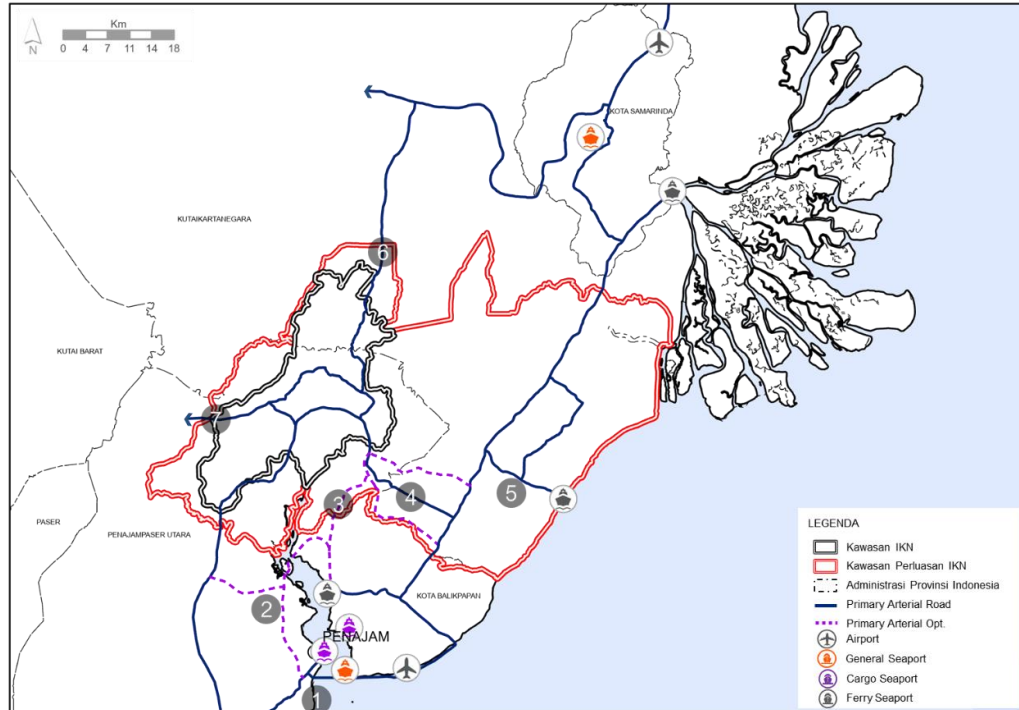 Km
N
0 4 7 11 14 18
KOTA SAMARINDA
KUTAIKARTANEGARA
6
KUTAI BARAT
7
3
4
5
PASER
PENAJAMPASER UTARA
2
KOTA BALIKPAPAN
PENAJAM
1
LEGENDA
Kawasan IKN
Kawasan Perluasan IKN
Administrasi Provinsi Indonesia
Primary Arterial Road
Primary Arterial Opt.
Airport
General Seaport
Cargo Seaport
Ferry Seaport